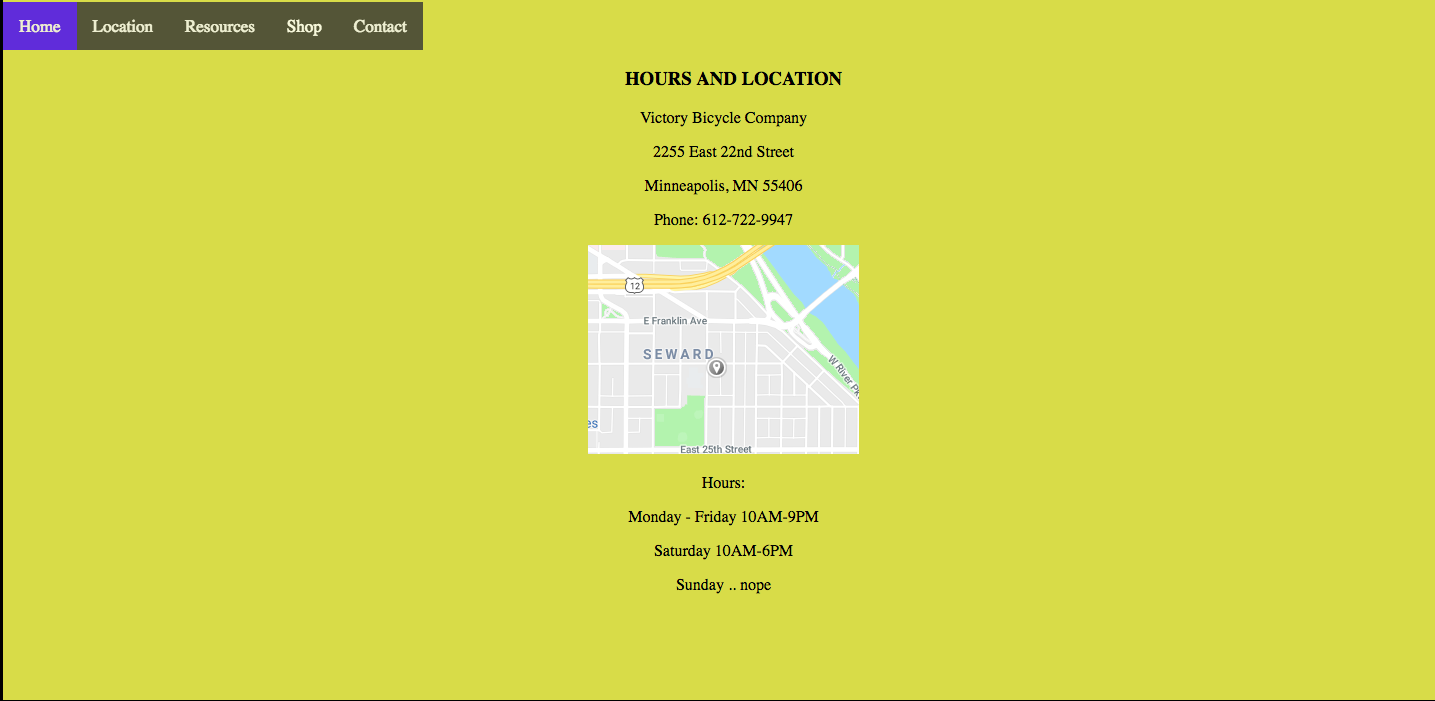 Home Location Resources Shop Contact
HOURS AND LOCATION
Victory Bicycle Company
2255 East 22nd Street
Minneapolis, MN 55406
Phone: 612-722-9947
12
E Franklin Ave
SEWARD
W River Pk
es
East 25th Street
Hours:
Monday - Friday 10AM-9PM
Saturday 10AM-6PM
Sunday .. nope